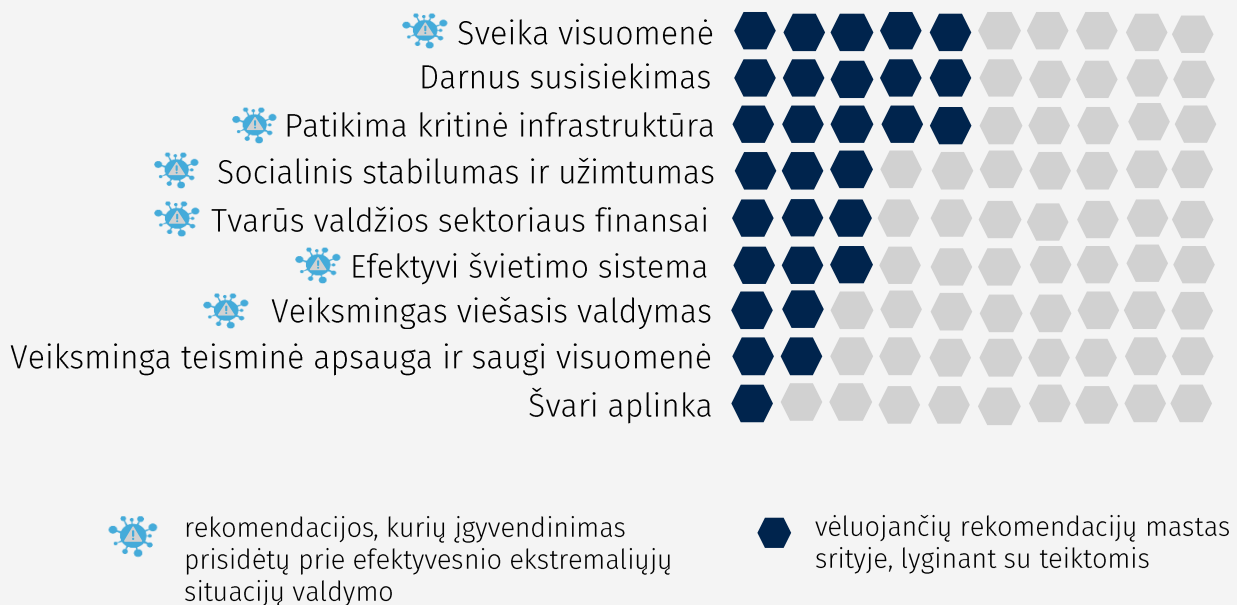 Sveika visuomenė
Darnus susisiekimas
Patikima kritinė infrastruktūra
Socialinis stabilumas ir užimtumas
Tvarūs valdžios sektoriaus finansai
Efektyvi švietimo sistema
Veiksmingas viešasis valdymas
Veiksminga teisminė apsauga ir saugi visuomenė
Švari aplinka
rekomendacijos, kurių įgyvendinimas
prisidėtų prie efektyvesnio ekstremaliųjų
situacijų valdymo
vėluojančių rekomendacijų mastas
srityje, lyginant su teiktomis